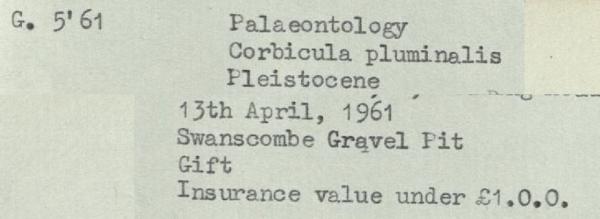 G. 5'61 Palaeontology
Corbicula pluminalis
Pleistocene
13th April, 1961
Swanscombe Gravel Pit
Gift
Insurance value under £1.0.0.